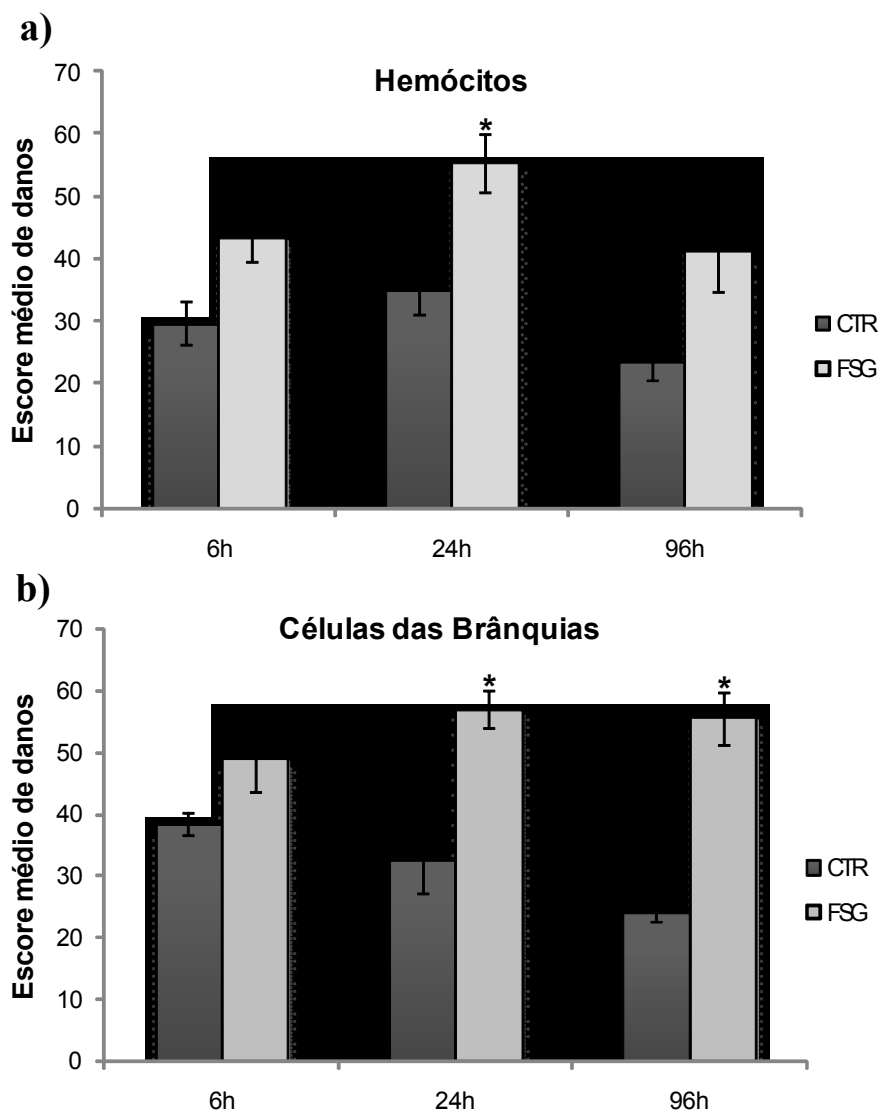 a)
Hemócitos
Escore médio de danos
70
60
50
40
30
20
10
0
*
6h 24h 96h
CTR
FSG
b)
Células das Brânquias
Escore médio de danos
70
60
50
40
30
20
10
0
* *
6h 24h 96h
CTR
FSG